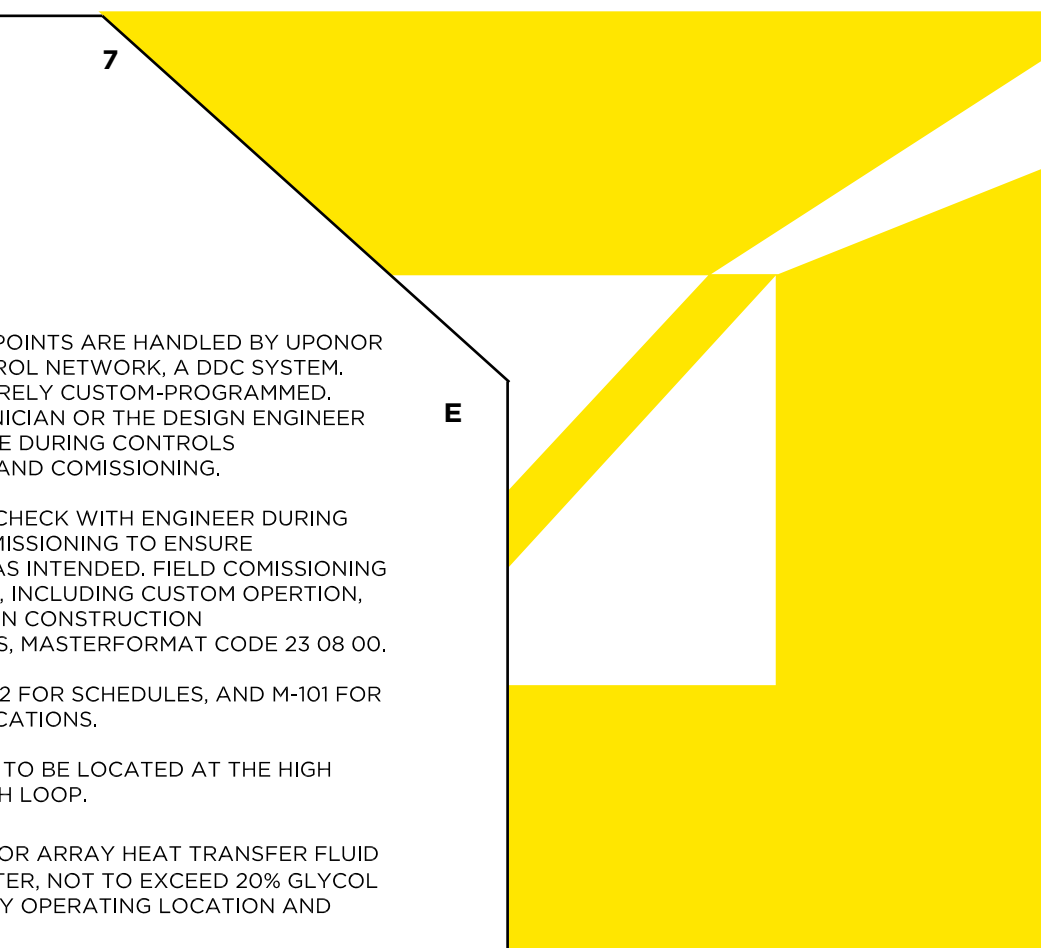 7
POINTS ARE HANDLED BY UPONOR
ROL NETWORK, A DDC SYSTEM.
RELY CUSTOM-PROGRAMMED.
NICIAN OR THE DESIGN ENGINEER
E DURING CONTROLS
AND COMISSIONING.
E
CHECK WITH ENGINEER DURING
MISSIONING TO ENSURE
AS INTENDED. FIELD COMISSIONING
, INCLUDING CUSTOM OPERTION,
N CONSTRUCTION
S, MASTERFORMAT CODE 23 08 00.
2 FOR SCHEDULES, AND M-101 FOR
CATIONS.
TO BE LOCATED AT THE HIGH
H LOOP.
OR ARRAY HEAT TRANSFER FLUID
TER, NOT TO EXCEED 20% GLYCOL
Y OPERATING LOCATION AND